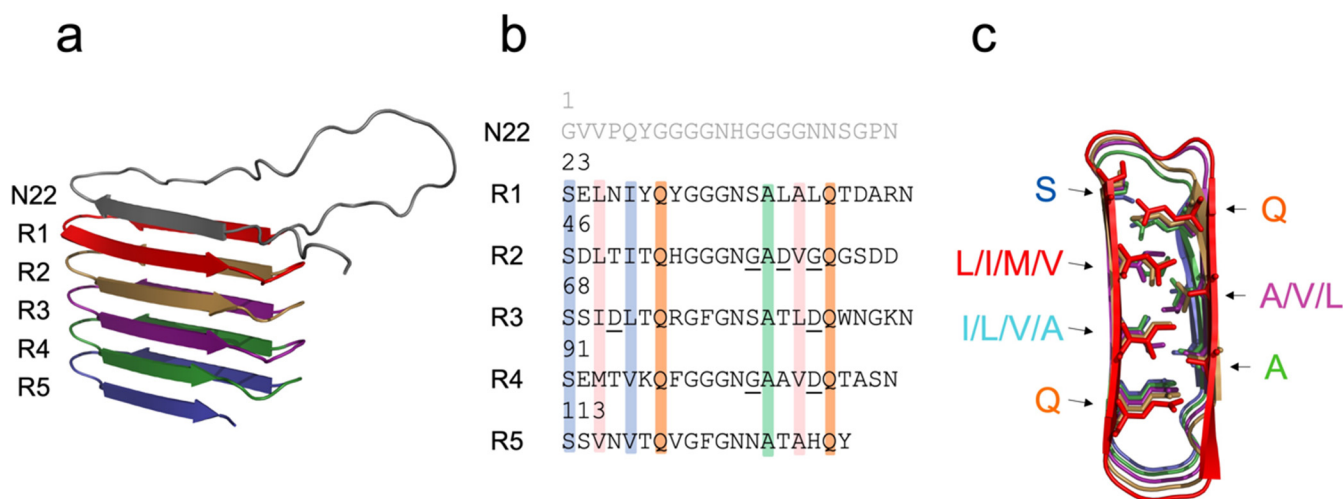 a
N22
R1
R2
R3
R4
R5
b
1
N22 GVVPQYGGGGNHGGGGNNSGPN
23
R1 SELNIYQYGGGNSALALQTDARN
46
R2 SDLTITQHGGGNGADVGQGSDD
68
R3 SSIDLTQRGFGNSATLDQWNGKN
91
R4 SEMTVKQFGGGNGAAVDQTASN
113
R5 SSVNVTQVGFGNNATAHQY
c
S
Q
L/I/M/V
A/V/L
I/L/V/A
A
Q